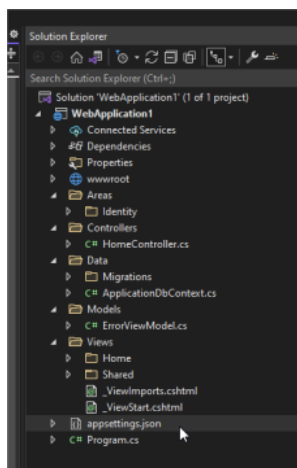 Solution Explorer
Search Solution Explorer (Ctrl+;)
Solution 'WebApplication1' (1 of 1 project)
WebApplication1
Connected Services
Dependencies
Properties
wwwroot
Areas
Identity
Controllers
C# HomeController.cs
Data
Migrations
C# ApplicationDbContext.cs
Models
C# ErrorViewModel.cs
Views
Home
Shared
_ViewImports.cshtml
_ViewStart.cshtml
appsettings.json
C# Program.cs